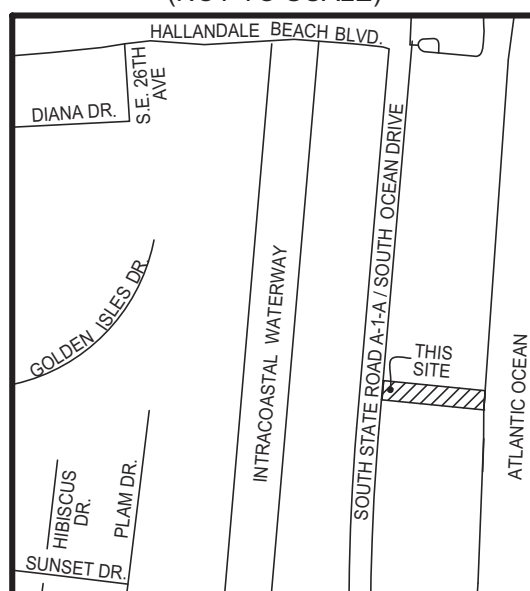 (NOT TO SCALE)
HALLANDALE BEACH BLVD.
S.E. 26TH
AVE
DIANA DR.
SOUTH STATE ROAD A-1-A / SOUTH OCEAN DRIVE
GOLDEN ISLES DR.
INTRACOASTAL WATERWAY
THIS
SITE
ATLANTIC OCEAN
HIBISCUS
DR.
PLAM DR.
SUNSET DR.